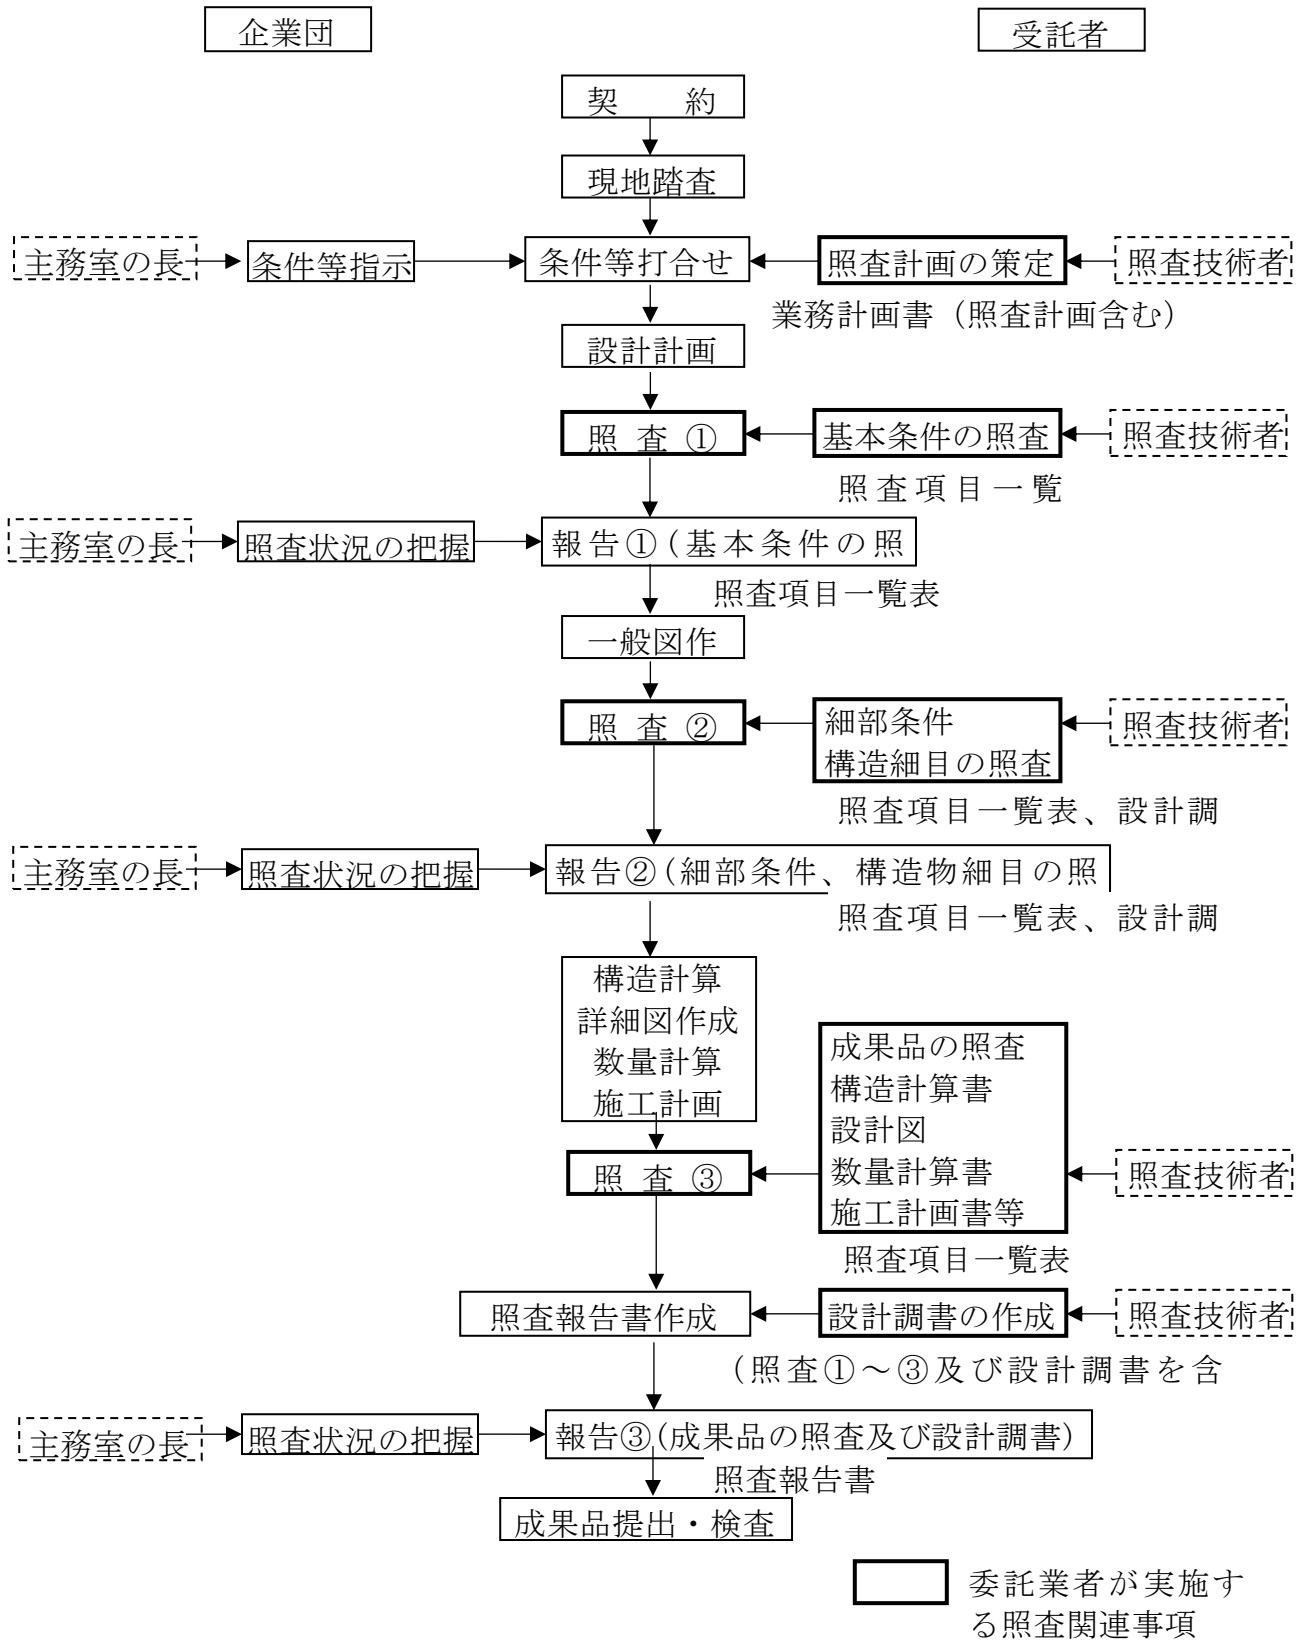 企業団
受託者
契　　約
現地踏査
主務室の長
条件等指示
条件等打合せ
照査計画の策定
照査技術者
業務計画書（照査計画含む）
設計計画
照 査 ①
基本条件の照査
照査技術者
照査項目一覧
主務室の長
照査状況の把握
報告①(基本条件の照
照査項目一覧表
一般図作
照 査 ②
細部条件
構造細目の照査
照査技術者
照査項目一覧表、設計調
主務室の長
照査状況の把握
報告②(細部条件、構造物細目の照
照査項目一覧表、設計調
構造計算
詳細図作成
数量計算
施工計画
成果品の照査
構造計算書
設計図
数量計算書
施工計画書等
照 査 ③
照査技術者
照査項目一覧表
照査報告書作成
設計調書の作成
照査技術者
（照査①～③及び設計調書を含
主務室の長
照査状況の把握
報告③(成果品の照査及び設計調書)
照査報告書
成果品提出・検査
委託業者が実施す
る照査関連事項